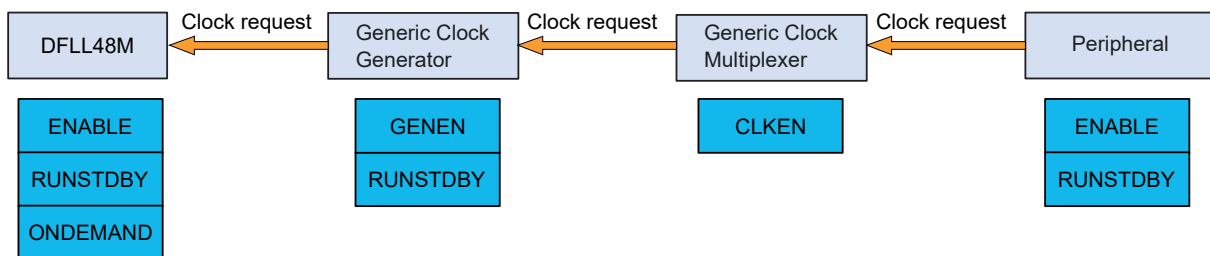 Clock request
Clock request
Clock request
DFLL48M
Generic Clock
Generator
Generic Clock
Multiplexer
Peripheral
ENABLE
GENEN
CLKEN
ENABLE
RUNSTDBY
RUNSTDBY
RUNSTDBY
ONDEMAND